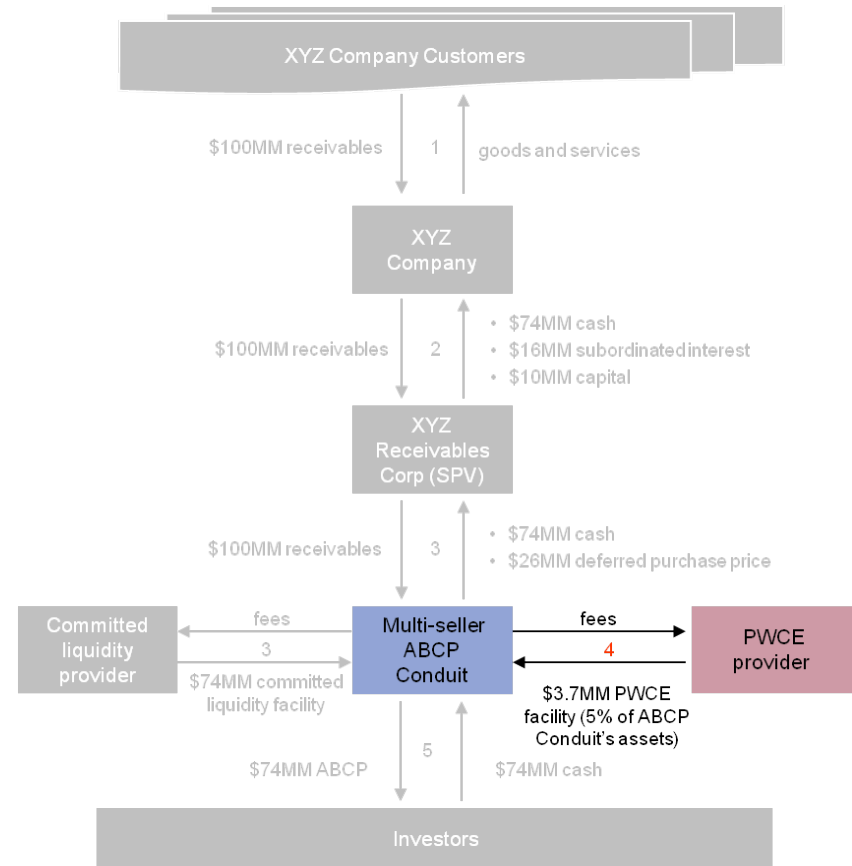 XYZ Company Customers
$100MM receivables
1
goods and services
XYZ
Company
$100MM receivables
2
• $74MM cash
• $16MM subordinated interest
• $10MM capital
XYZ
Receivables
Corp (SPV)
$100MM receivables
3
• $74MM cash
• $26MM deferred purchase price
Committed
liquidity
provider
fees
3
$74MM committed
liquidity facility
Multi-seller
ABCP
Conduit
fees
4
$3.7MM PWCE
facility (5% of ABCP
Conduit's assets)
PWCE
provider
$74MM ABCP
5
$74MM cash
Investors